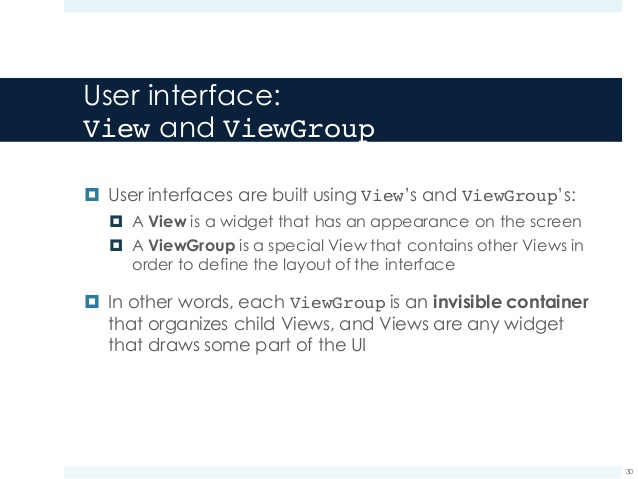 User interface:
View and ViewGroup
User interfaces are built using View's and ViewGroup's:
A View is a widget that has an appearance on the screen
A ViewGroup is a special View that contains other Views in
order to define the layout of the interface
In other words, each ViewGroup is an invisible container
that organizes child Views, and Views are any widget
that draws some part of the UI
30